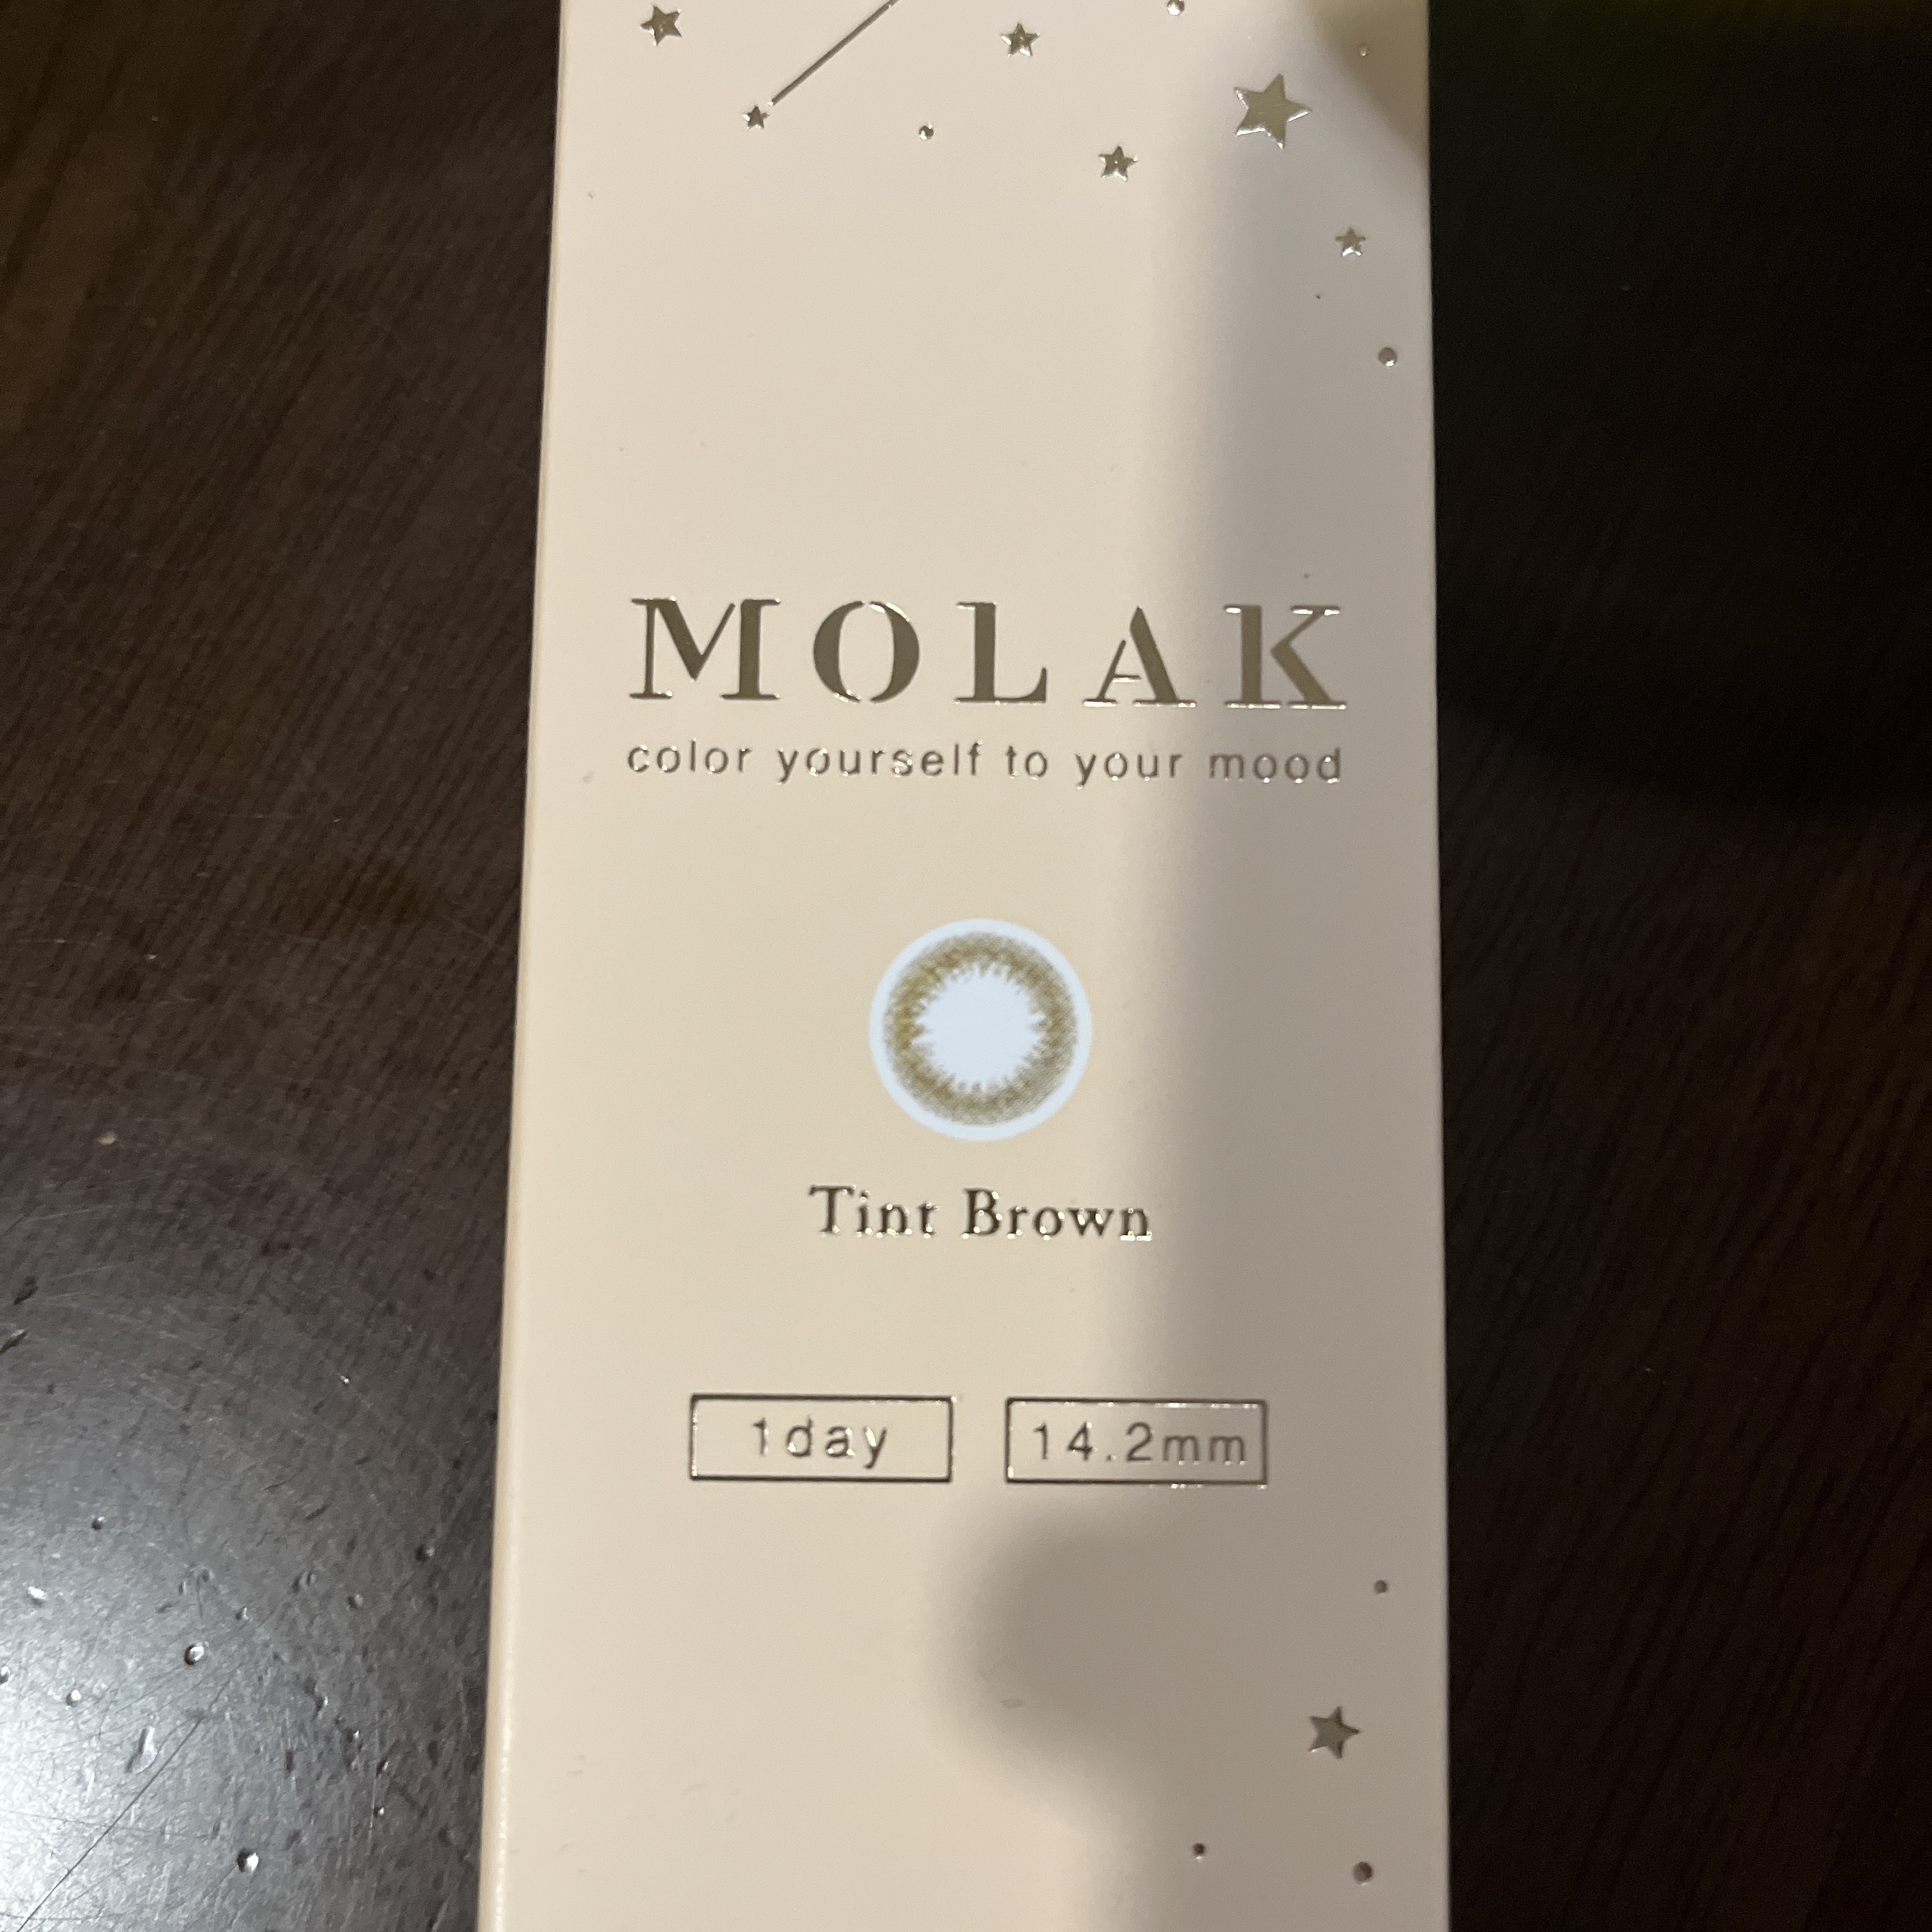 MOLAK
color yourself to your mood
Tint Brown
1day
14.2mm